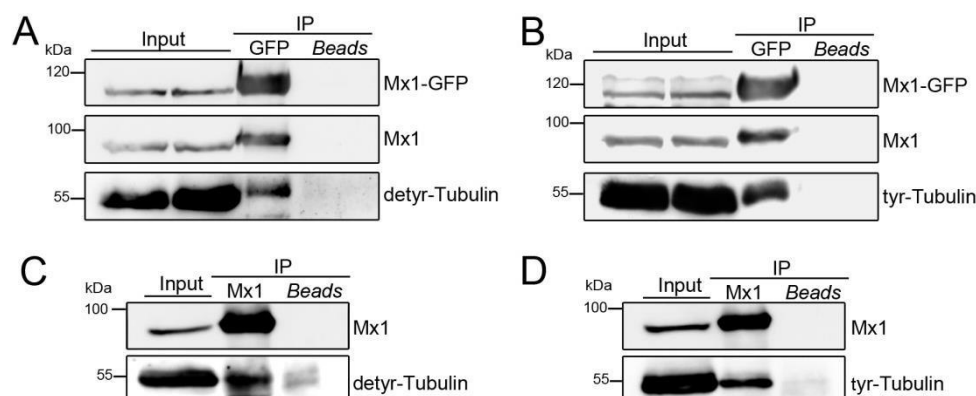 A
IP
Input
kDa
GFP Beads
120
Mx1-GFP
100
Mx1
55
detyr-Tubulin
B
IP
Input
kDa
GFP Beads
120
Mx1-GFP
100
Mx1
55
tyr-Tubulin
C
IP
Input
kDa
Mx1 Beads
100
Mx1
55
detyr-Tubulin
D
IP
Input
kDa
Mx1 Beads
100
Mx1
55
tyr-Tubulin